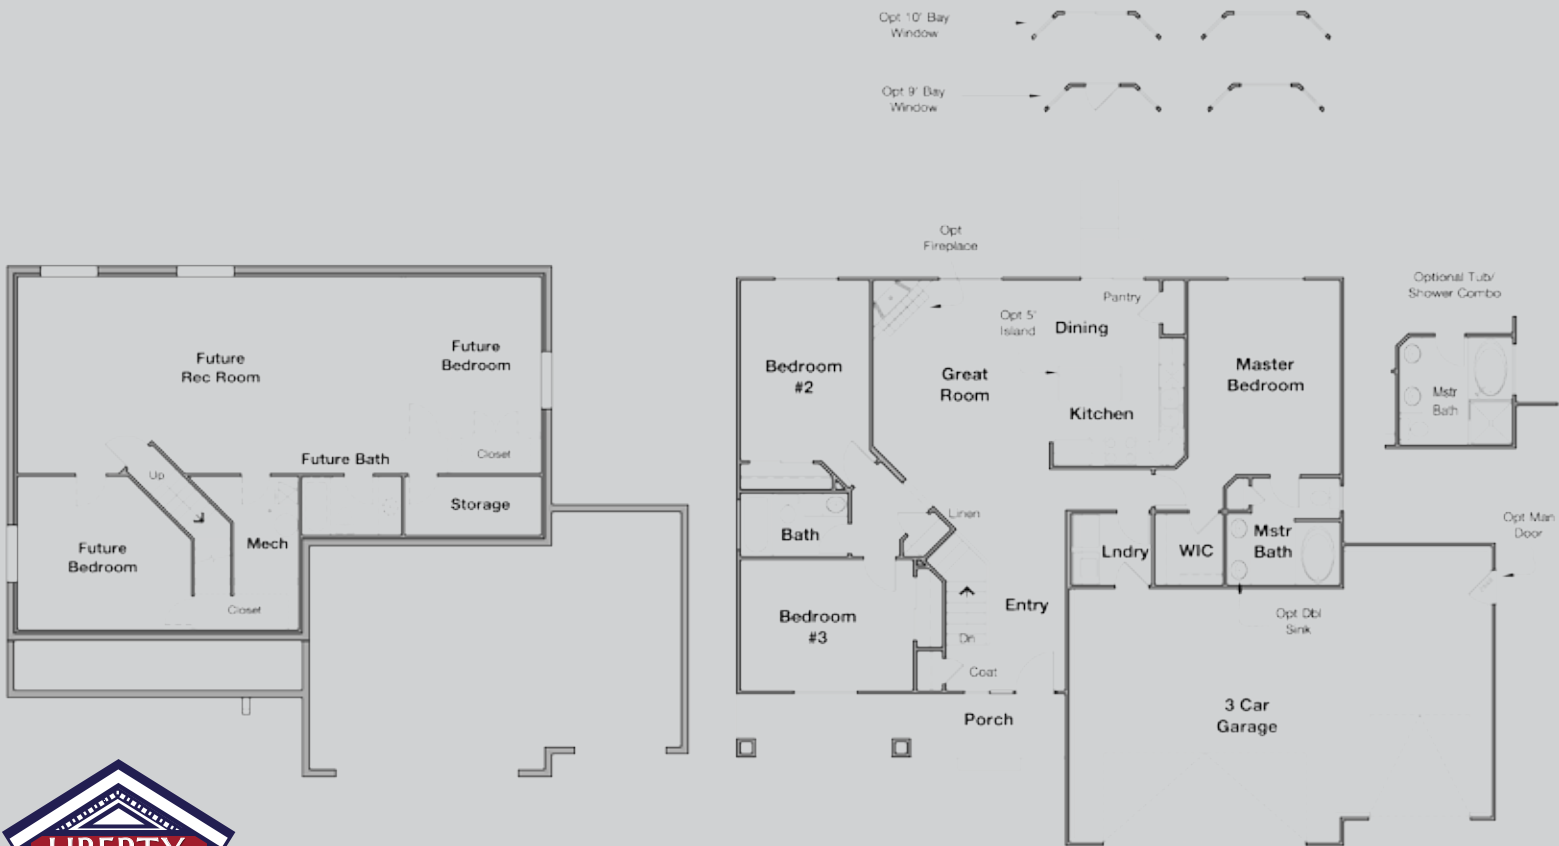 Opt 10' Bay
Window
Opt 9' Bay
Window
Opt
Fireplace
Optional Tub/
Shower Combo
Pantry
Opt 5'
Island
Dining
Future
Rec Room
Future
Bedroom
Bedroom
#2
Great
Room
Master
Bedroom
Kitchen
Mstr
Bath
Future Bath
Closet
Up
Storage
Linen
Opt Man
Door
Bath
Mech
Future
Bedroom
Lndry
WIC
Mstr
Bath
Closet
Bedroom
#3
Entry
Dn
Opt Dbl
Sink
Coat
Porch
3 Car
Garage
LIBERTY